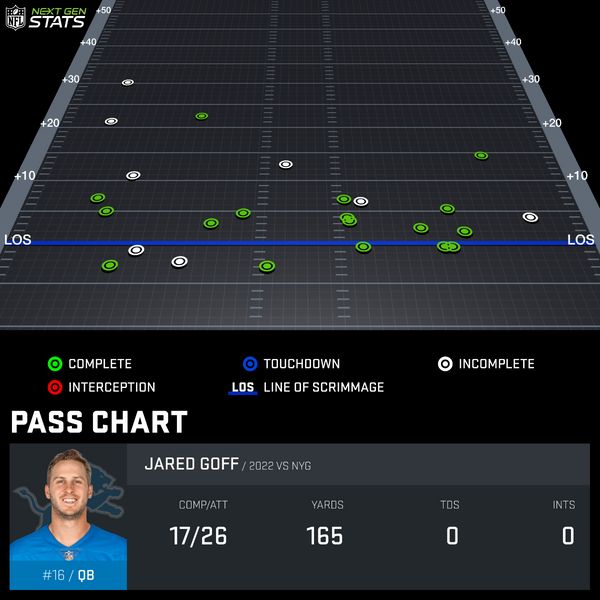 NFL NEXT GEN
STATS
+50 +50
+40 +40
+30 +30
+20 +20
+10 +10
LOS LOS
COMPLETE TOUCHDOWN INCOMPLETE
INTERCEPTION LOS LINE OF SCRIMMAGE
PASS CHART
JARED GOFF / 2022 VS NYG
COMP/ATT YARDS TDS INTS
17/26 165 0 0
#16 / QB